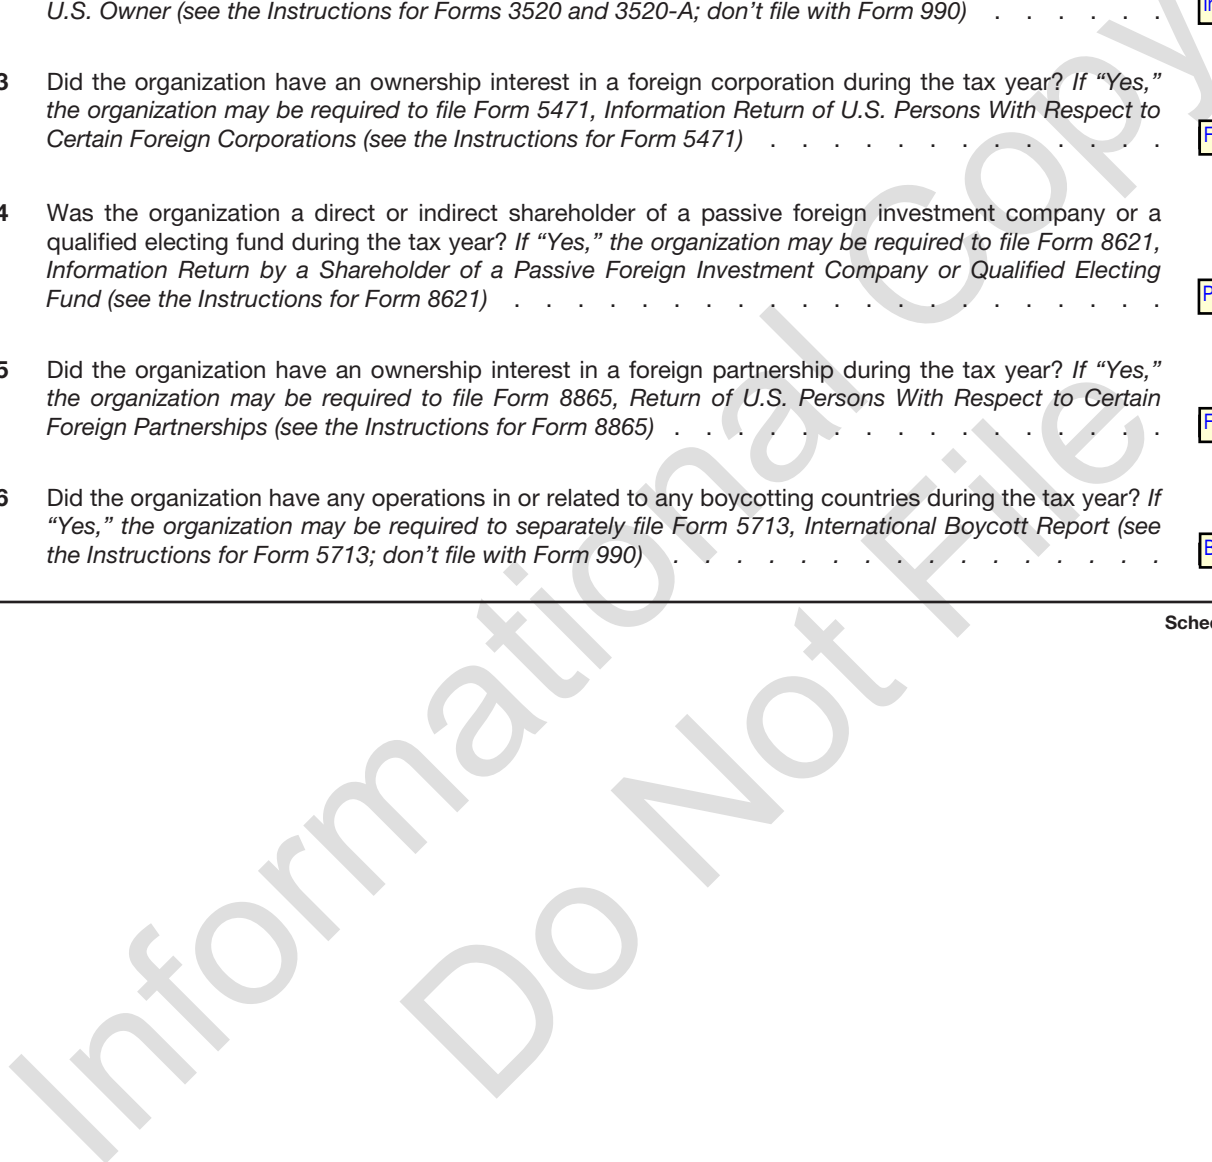 U.S. Owner (see the Instructions for Forms 3520 and 3520-A; don’t file with Form 990) . . . . . .
3 Did the organization have an ownership interest in a foreign corporation during the tax year? If “Yes,”
the organization may be required to file Form 5471, Information Return of U.S. Persons With Respect to
Certain Foreign Corporations (see the Instructions for Form 5471) . . . . . . . . . . . . . F
4 Was the organization a direct or indirect shareholder of a passive foreign investment company or a
qualified electing fund during the tax year? If “Yes,” the organization may be required to file Form 8621,
Information Return by a Shareholder of a Passive Foreign Investment Company or Qualified Electing
Fund (see the Instructions for Form 8621) . . . . . . . . . . . . . . . . . . . . P
5 Did the organization have an ownership interest in a foreign partnership during the tax year? If “Yes,”
the organization may be required to file Form 8865, Return of U.S. Persons With Respect to Certain
Foreign Partnerships (see the Instructions for Form 8865) . . . . . . . . . . . . . . . . F
6 Did the organization have any operations in or related to any boycotting countries during the tax year? If
“Yes,” the organization may be required to separately file Form 5713, International Boycott Report (see
the Instructions for Form 5713; don’t file with Form 990) . . . . . . . . . . . . . . . .
Informational Copy
Do Not File